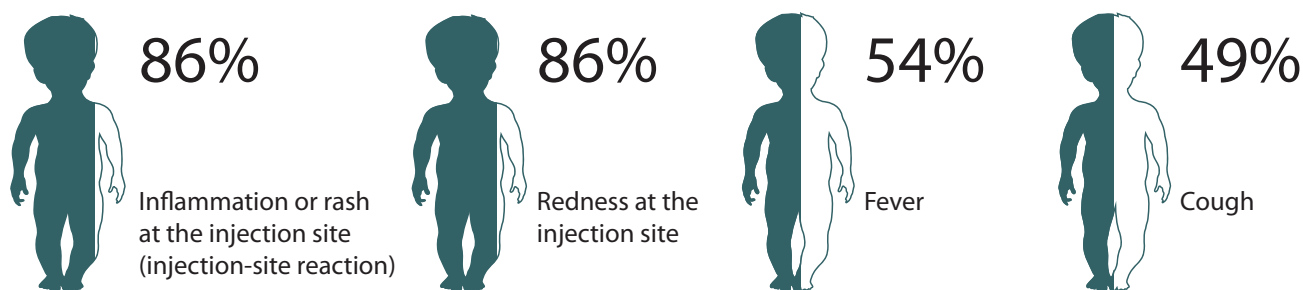 86%
Inflammation or rash
at the injection site
(injection-site reaction)
86%
Redness at the
injection site
54%
Fever
49%
Cough